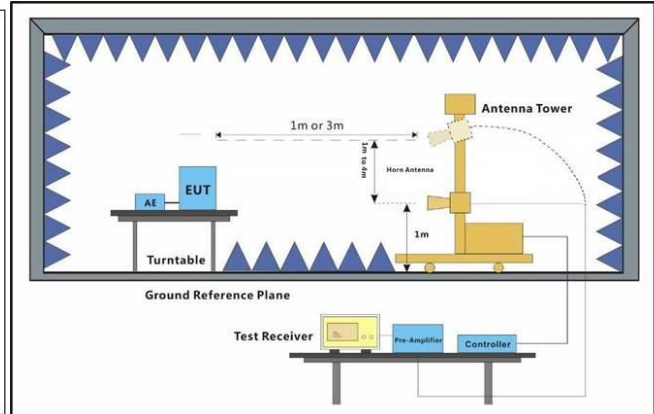 Antenna Tower
1m or 3m
1m to 4m
Horn Antenna
EUT
AE
1m
Turntable
Ground Reference Plane
Test Receiver
Pre-Amplifier
Controller